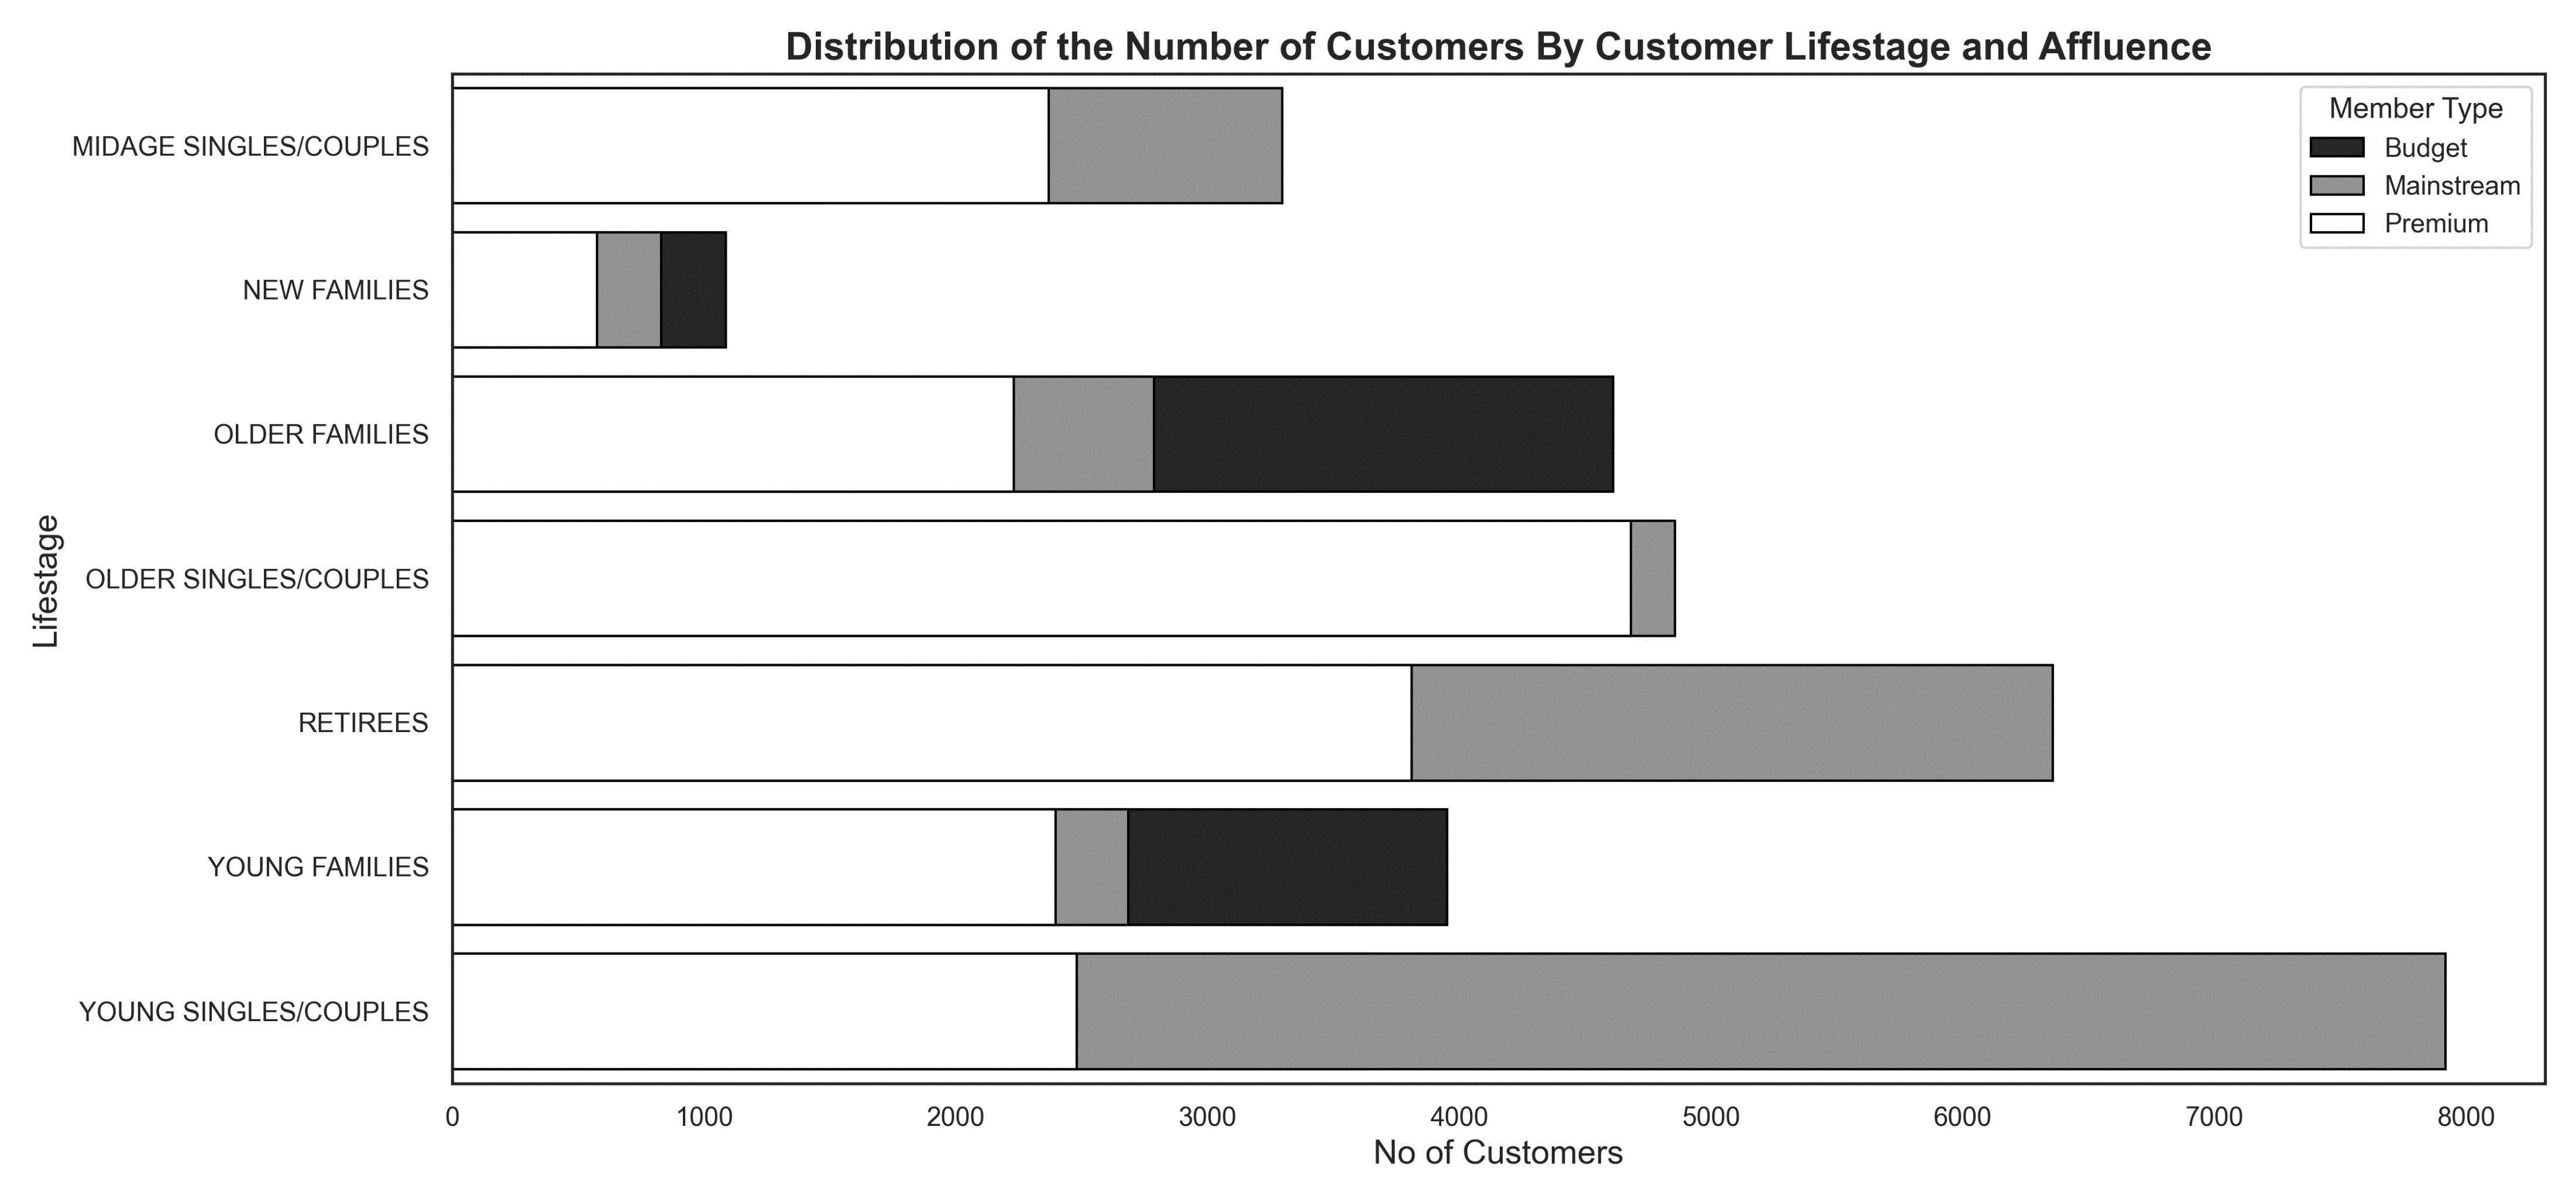 Distribution of the Number of Customers By Customer Lifestage and Affluence
Member Type
Budget
Mainstream
Premium
Lifestage
MIDAGE SINGLES/COUPLES
NEW FAMILIES
OLDER FAMILIES
OLDER SINGLES/COUPLES
RETIREES
YOUNG FAMILIES
YOUNG SINGLES/COUPLES
0 1000 2000 3000 4000 5000 6000 7000 8000
No of Customers